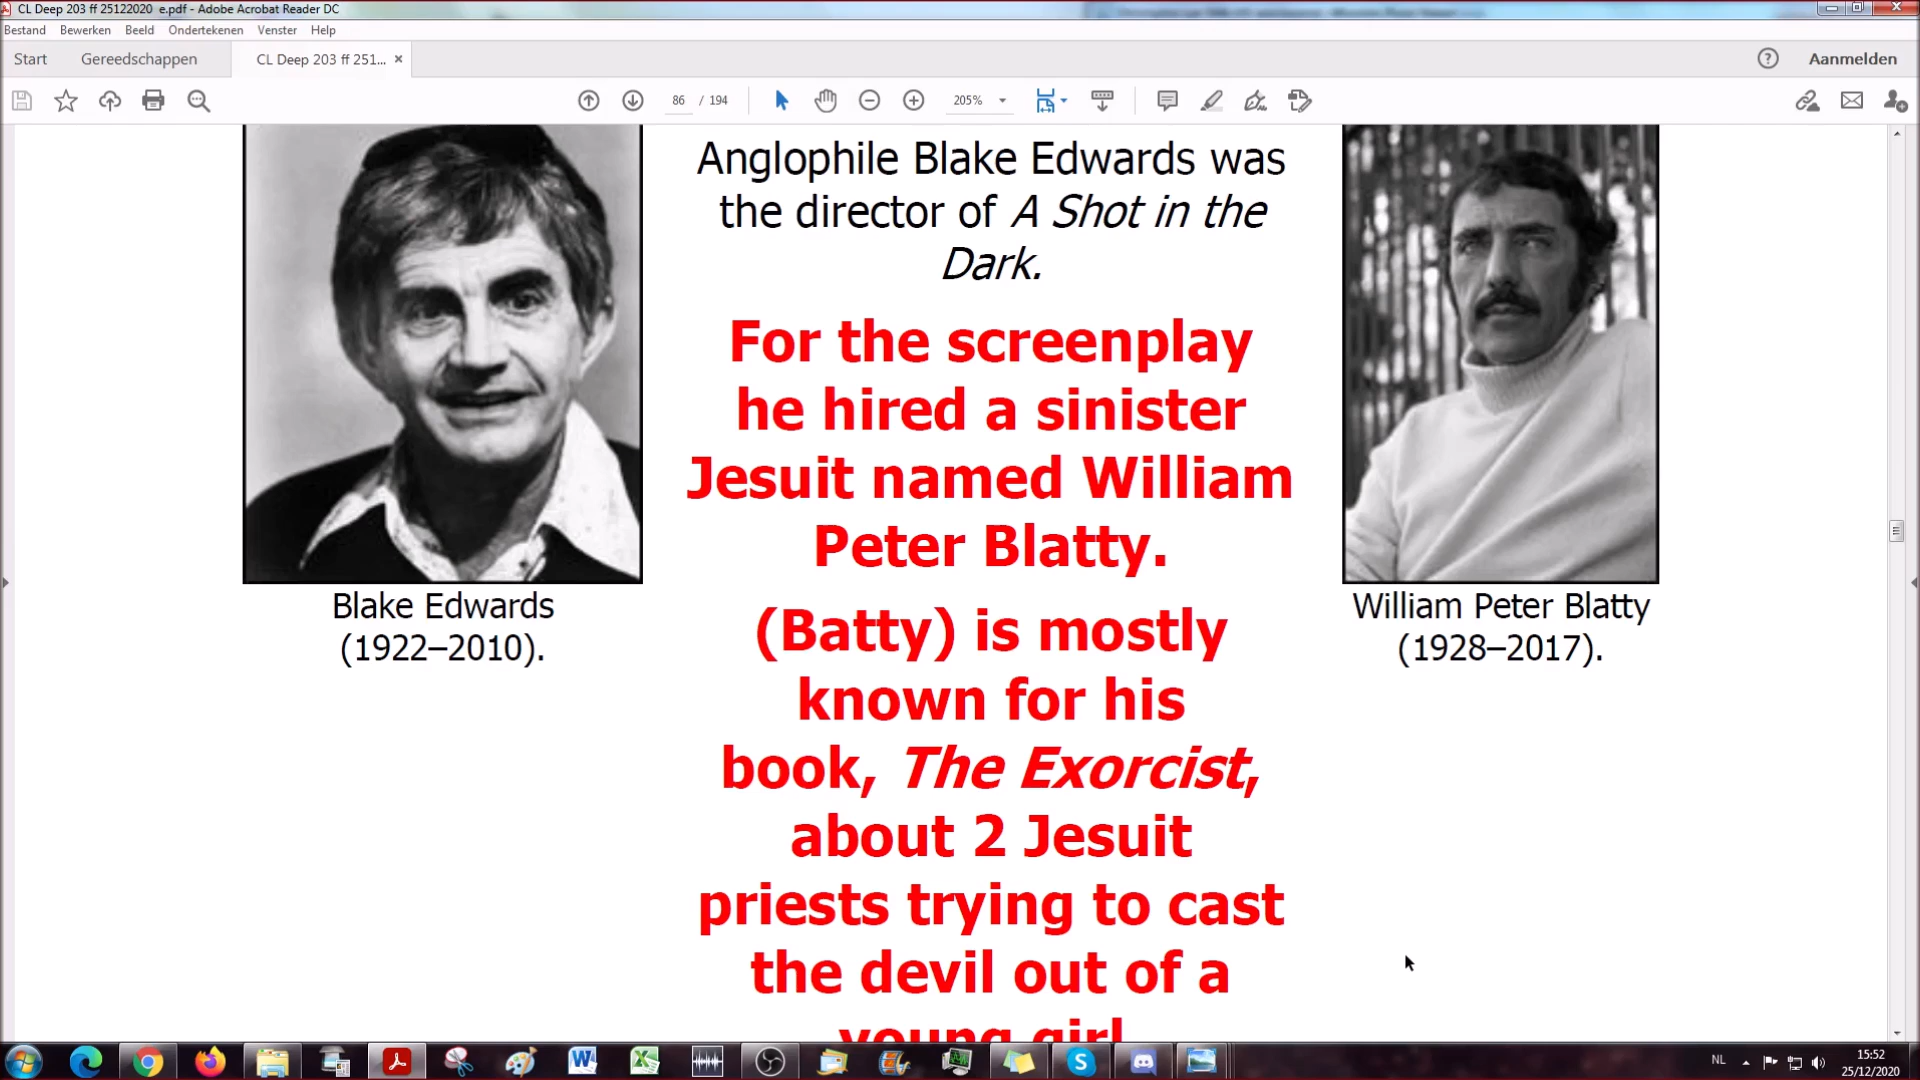 CL Deep 203 ff 25122020 e.pdf - Adobe Acrobat Reader DC
Bestand Bewerken Beeld Ondertekenen Venster Help
Start Gereedschappen CL Deep 203 ff 251... × Aanmelden
86 / 194 205%
Anglophile Blake Edwards was
the director of A Shot in the
Dark.
For the screenplay
he hired a sinister
Jesuit named William
Peter Blatty.
Blake Edwards
(1922–2010).
William Peter Blatty
(1928–2017).
(Batty) is mostly
known for his
book, The Exorcist,
about 2 Jesuit
priests trying to cast
the devil out of a
young girl
NL 15:52
25/12/2020